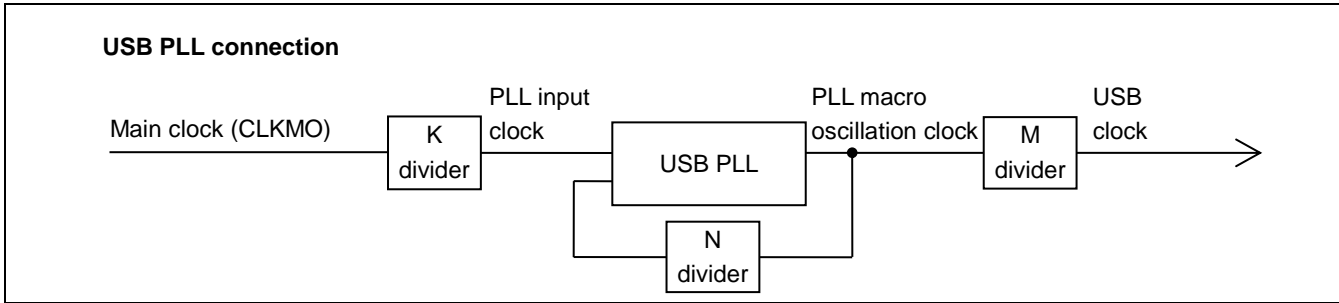 USB PLL connection
Main clock (CLKMO)
K
divider
PLL input
clock
USB PLL
PLL macro
oscillation clock
M
divider
USB
clock
N
divider